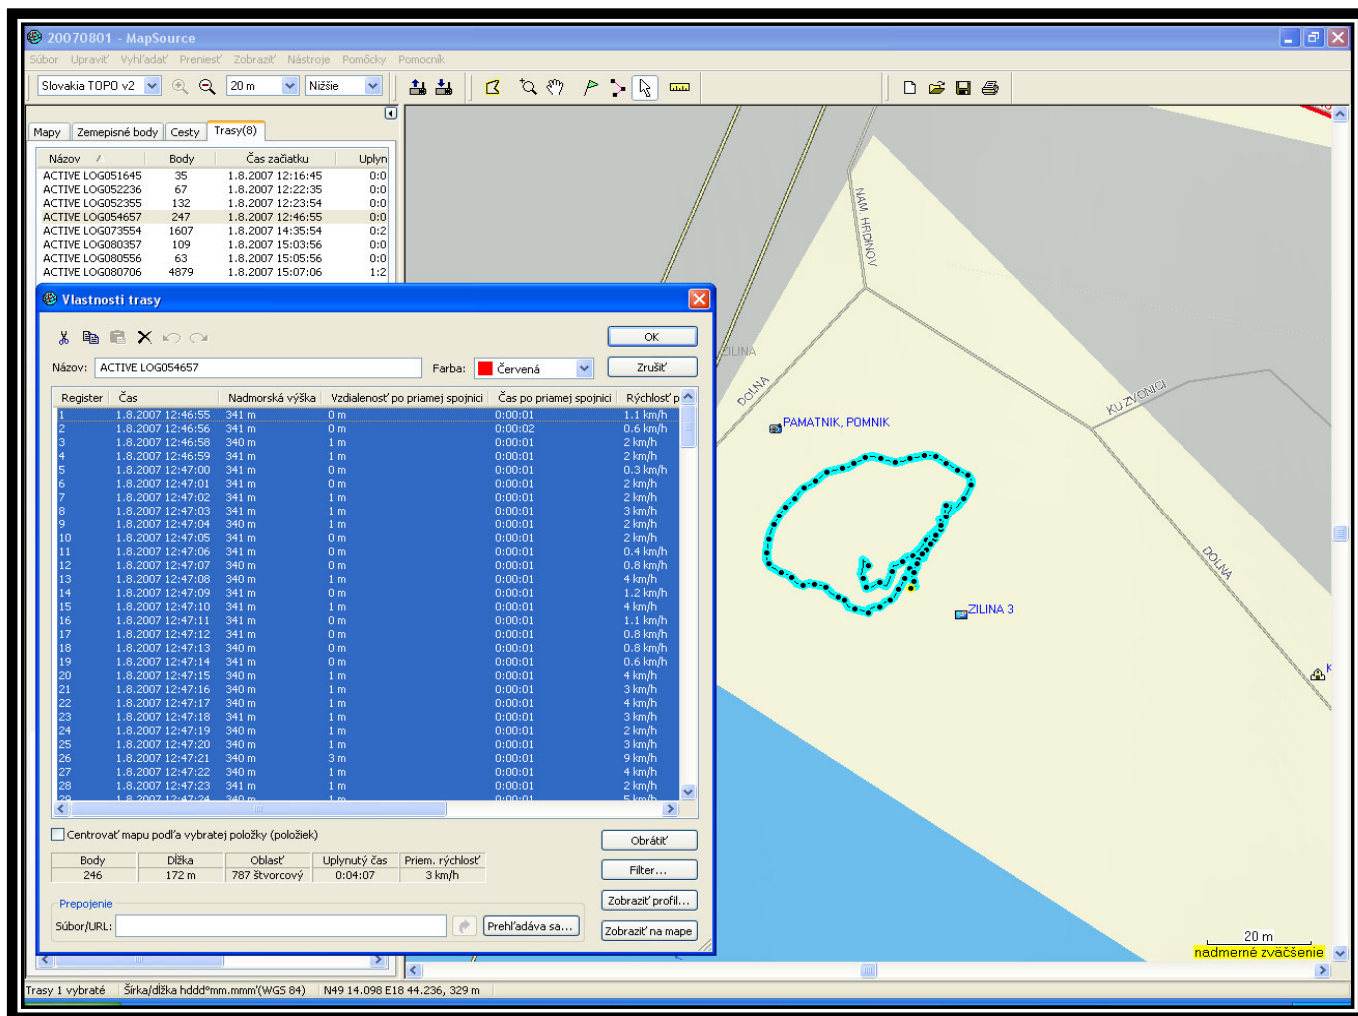 20070801 - MapSource
Súbor Upraviť Vyhľadať Preniesť Zobraziť Nástroje Pomôcky Pomocník
Slovakia TOPO v2 20 m Nižšie
Mapy Zemepisné body Cesty Trasy(8)
Názov Body Čas začiatku Uplyn
ACTIVE LOG051645 35 1.8.2007 12:16:45 0:0
ACTIVE LOG052236 67 1.8.2007 12:22:35 0:0
ACTIVE LOG052355 132 1.8.2007 12:23:54 0:0
ACTIVE LOG054657 247 1.8.2007 12:46:55 0:0
ACTIVE LOG073554 1607 1.8.2007 14:35:54 0:2
ACTIVE LOG080357 109 1.8.2007 15:03:56 0:0
ACTIVE LOG080556 63 1.8.2007 15:05:56 0:0
ACTIVE LOG080706 4879 1.8.2007 15:07:06 1:2
Vlastnosti trasy
OK
Názov: ACTIVE LOG054657 Farba: Červená Zrušiť
Register Čas Nadmorská výška Vzdialenosť po priamej spojnici Čas po priamej spojnici Rýchlosť p
1 1.8.2007 12:46:55 341 m 0 m 0:00:01 1.1 km/h
2 1.8.2007 12:46:56 341 m 0 m 0:00:02 0.6 km/h
3 1.8.2007 12:46:58 340 m 1 m 0:00:01 2 km/h
4 1.8.2007 12:46:59 340 m 1 m 0:00:01 2 km/h
5 1.8.2007 12:47:00 341 m 0 m 0:00:01 0.3 km/h
6 1.8.2007 12:47:01 341 m 0 m 0:00:01 2 km/h
7 1.8.2007 12:47:02 341 m 1 m 0:00:01 2 km/h
8 1.8.2007 12:47:03 341 m 1 m 0:00:01 3 km/h
9 1.8.2007 12:47:04 340 m 1 m 0:00:01 2 km/h
10 1.8.2007 12:47:05 341 m 0 m 0:00:01 2 km/h
11 1.8.2007 12:47:06 341 m 0 m 0:00:01 0.4 km/h
12 1.8.2007 12:47:07 340 m 0 m 0:00:01 0.8 km/h
13 1.8.2007 12:47:08 340 m 1 m 0:00:01 4 km/h
14 1.8.2007 12:47:09 341 m 0 m 0:00:01 1.2 km/h
15 1.8.2007 12:47:10 341 m 1 m 0:00:01 4 km/h
16 1.8.2007 12:47:11 341 m 0 m 0:00:01 1.1 km/h
17 1.8.2007 12:47:12 341 m 0 m 0:00:01 0.8 km/h
18 1.8.2007 12:47:13 340 m 0 m 0:00:01 0.8 km/h
19 1.8.2007 12:47:14 341 m 0 m 0:00:01 0.6 km/h
20 1.8.2007 12:47:15 340 m 1 m 0:00:01 4 km/h
21 1.8.2007 12:47:16 340 m 1 m 0:00:01 3 km/h
22 1.8.2007 12:47:17 340 m 1 m 0:00:01 4 km/h
23 1.8.2007 12:47:18 341 m 1 m 0:00:01 3 km/h
24 1.8.2007 12:47:19 340 m 1 m 0:00:01 2 km/h
25 1.8.2007 12:47:20 340 m 1 m 0:00:01 3 km/h
26 1.8.2007 12:47:21 340 m 3 m 0:00:01 9 km/h
27 1.8.2007 12:47:22 340 m 1 m 0:00:01 4 km/h
28 1.8.2007 12:47:23 341 m 1 m 0:00:01 2 km/h
29 1.8.2007 12:47:24 340 m 1 m 0:00:01 5 km/h
Centrovať mapu podľa vybratej položky (položiek)
Obrátiť
Body Dĺžka Oblasť Uplynutý čas Priem. rýchlosť
246 172 m 787 štvorcový 0:04:07 3 km/h
Filter...
Prepojenie
Zobraziť profil...
Súbor/URL: Prehľadáva sa...
Zobraziť na mape
NAM. HRDINOV
ZILINA
DOLNA
KU ZVONICI
PAMATNIK, POMNIK
DOLNA
ZILINA 3
K
20 m
nadmerné zväčšenie
Trasy 1 vybraté Šírka/dĺžka hddd°mm.mmm'(WGS 84) N49 14.098 E18 44.236, 329 m